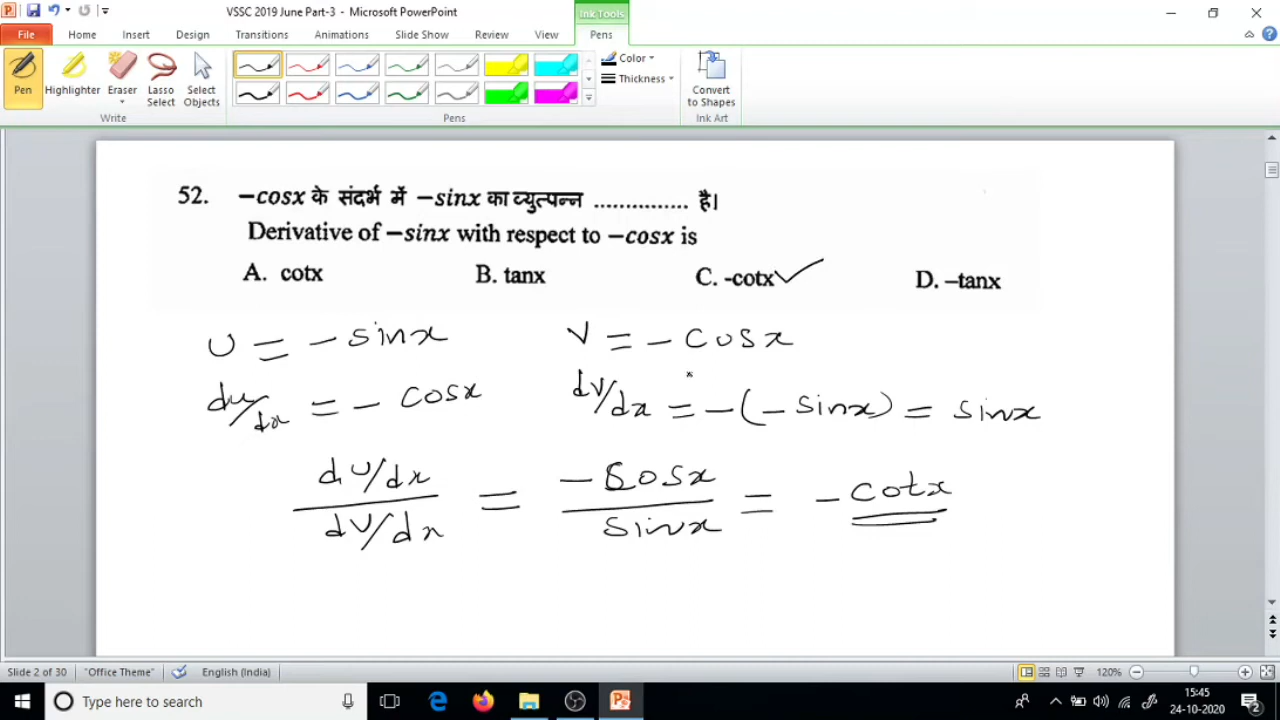 VSSC 2019 June Part-3 - Microsoft PowerPoint
Ink Tools
File Home Insert Design Transitions Animations Slide Show Review View Pens
Pen Highlighter Eraser Lasso Select Select Objects
Color
Thickness
Convert to Shapes
Write Pens Ink Art
52. −cosx के संदर्भ में −sinx का व्युत्पन्न ............... है।
Derivative of −sinx with respect to −cosx is
A. cotx B. tanx C. -cotx D. –tanx
U = - sinx V = - cosx
du/dx = - cosx dV/dx = -(- sinx) = sinx
dU/dx = - cosx = - cotx
dV/dx sinx
Slide 2 of 30 "Office Theme" English (India) 120%
Type here to search
15:45
24-10-2020
2